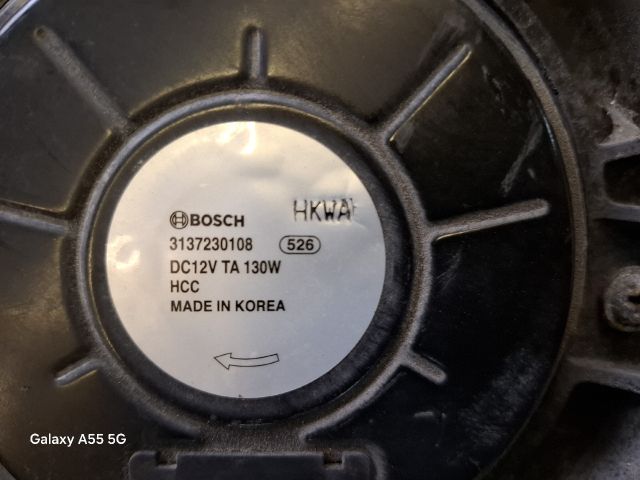 HKWA
BOSCH
3137230108 526
DC12V TA 130W
HCC
MADE IN KOREA
Galaxy A55 5G